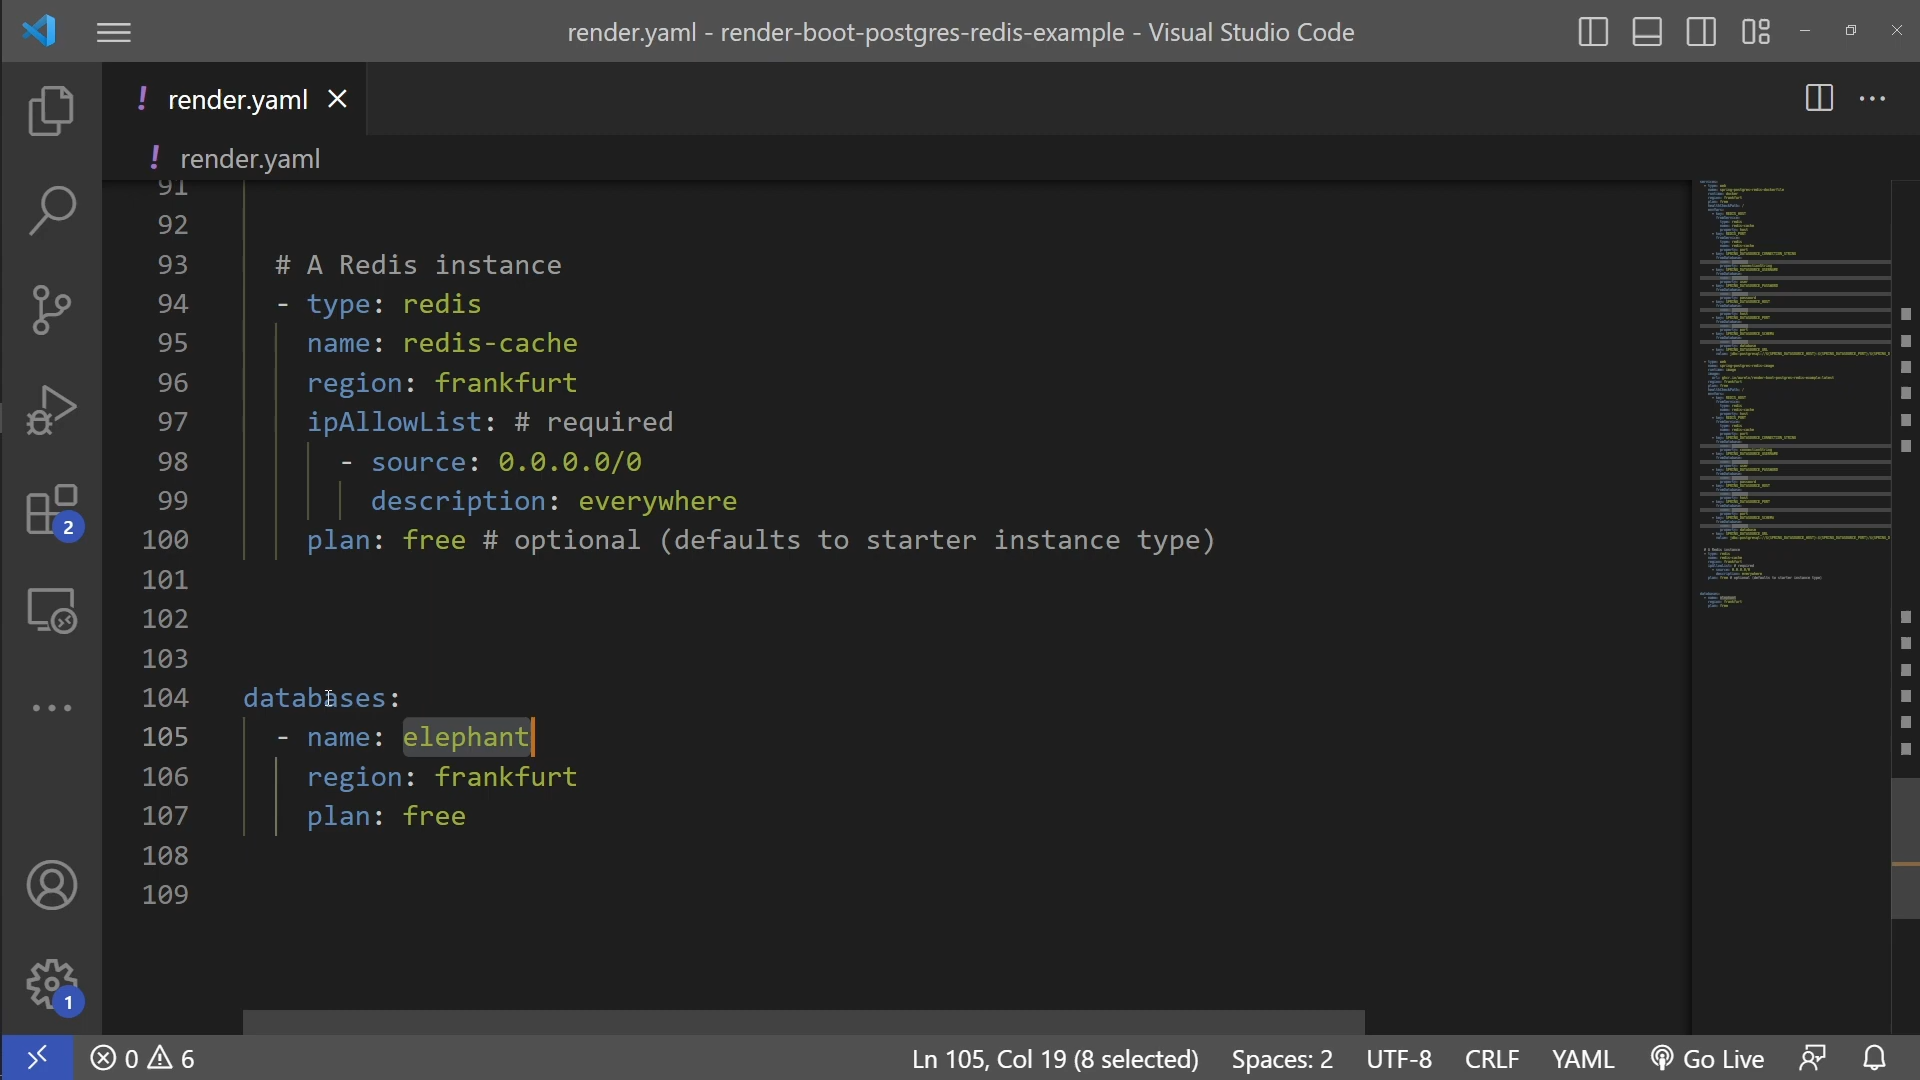 render.yaml - render-boot-postgres-redis-example - Visual Studio Code
! render.yaml
! render.yaml
91
92
93 # A Redis instance
94 - type: redis
95 name: redis-cache
96 region: frankfurt
97 ipAllowList: # required
98 - source: 0.0.0.0/0
99 description: everywhere
100 plan: free # optional (defaults to starter instance type)
101
102
103
104 databases:
105 - name: elephant
106 region: frankfurt
107 plan: free
108
109
2
1
0 6 Ln 105, Col 19 (8 selected) Spaces: 2 UTF-8 CRLF YAML Go Live